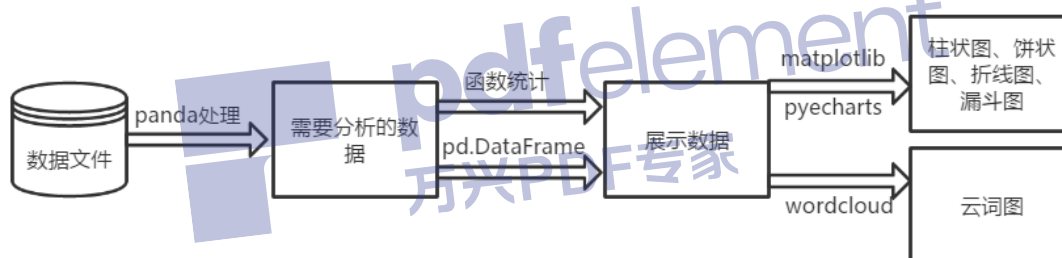 pdfelement
万兴PDF专家
数据文件
panda处理
需要分析的数
据
函数统计
pd.DataFrame
展示数据
matplotlib
pyecharts
wordcloud
柱状图、饼状
图、折线图、
漏斗图
云词图